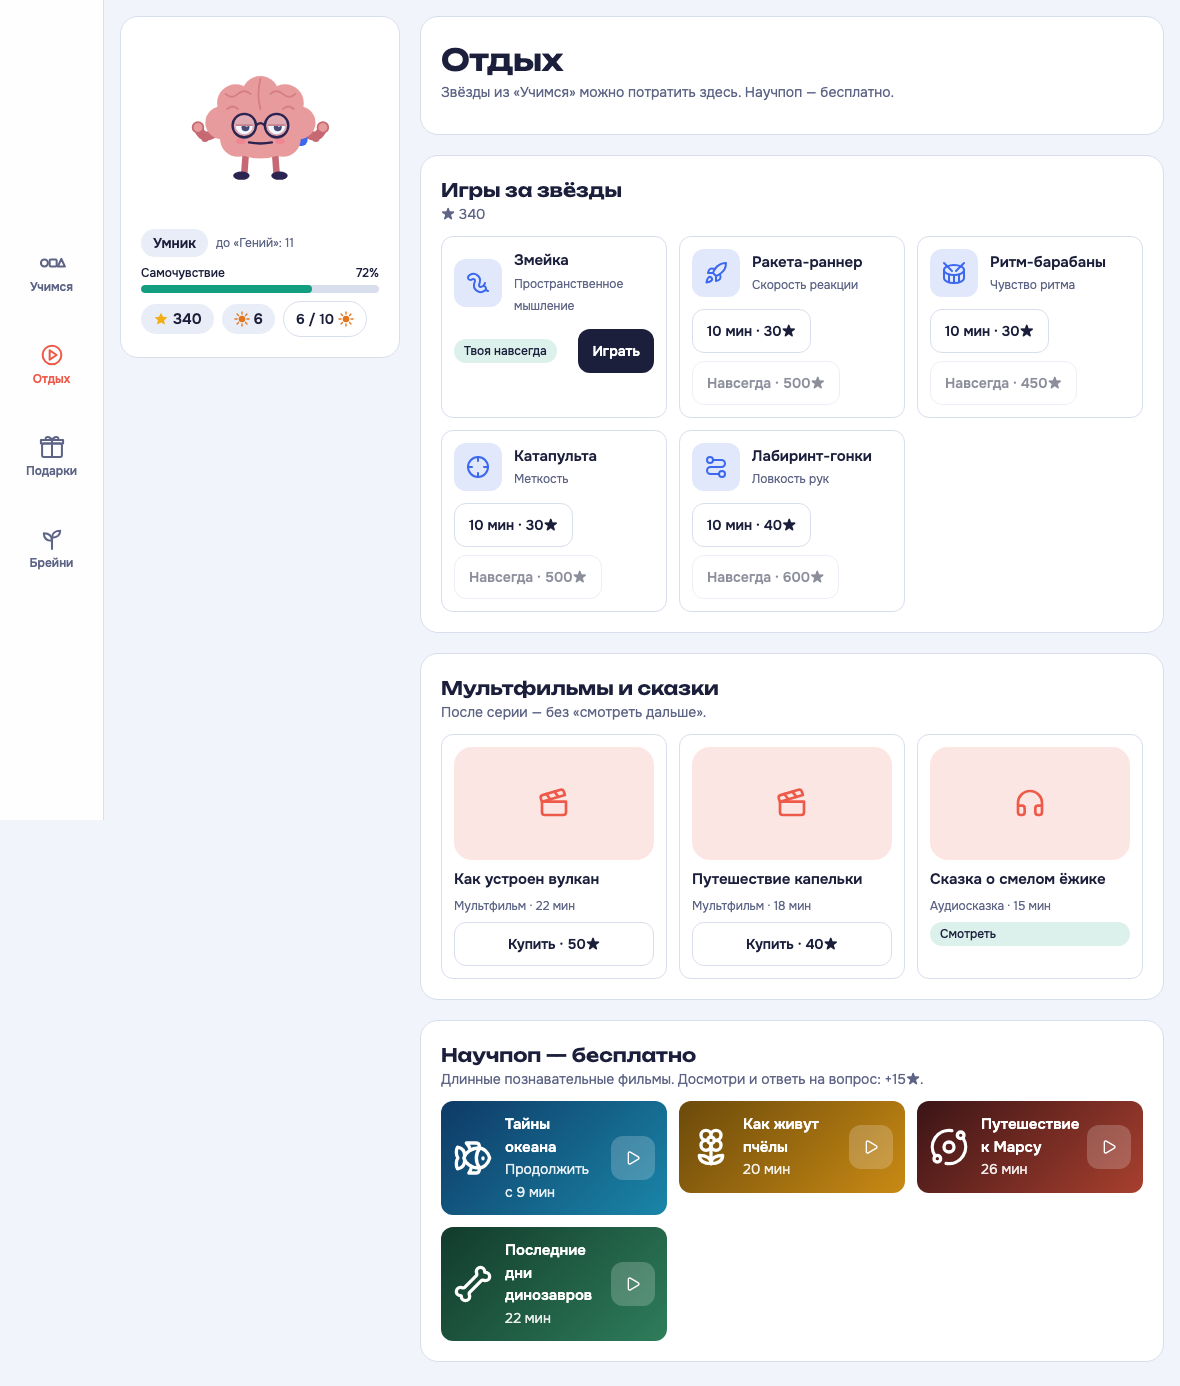 Учимся
Отдых
Подарки
Брейни
Умник
до «Гений»: 11
Самочувствие 72%
340
6
6 / 10
Отдых
Звёзды из «Учимся» можно потратить здесь. Научпоп — бесплатно.
Игры за звёзды
★ 340
Змейка
Пространственное
мышление
Твоя навсегда
Играть
Ракета-раннер
Скорость реакции
10 мин · 30★
Навсегда · 500★
Ритм-барабаны
Чувство ритма
10 мин · 30★
Навсегда · 450★
Катапульта
Меткость
10 мин · 30★
Навсегда · 500★
Лабиринт-гонки
Ловкость рук
10 мин · 40★
Навсегда · 600★
Мультфильмы и сказки
После серии — без «смотреть дальше».
Как устроен вулкан
Мультфильм · 22 мин
Купить · 50★
Путешествие капельки
Мультфильм · 18 мин
Купить · 40★
Сказка о смелом ёжике
Аудиосказка · 15 мин
Смотреть
Научпоп — бесплатно
Длинные познавательные фильмы. Досмотри и ответь на вопрос: +15★.
Тайны
океана
Продолжить
с 9 мин
Как живут
пчёлы
20 мин
Путешествие
к Марсу
26 мин
Последние
дни
динозавров
22 мин